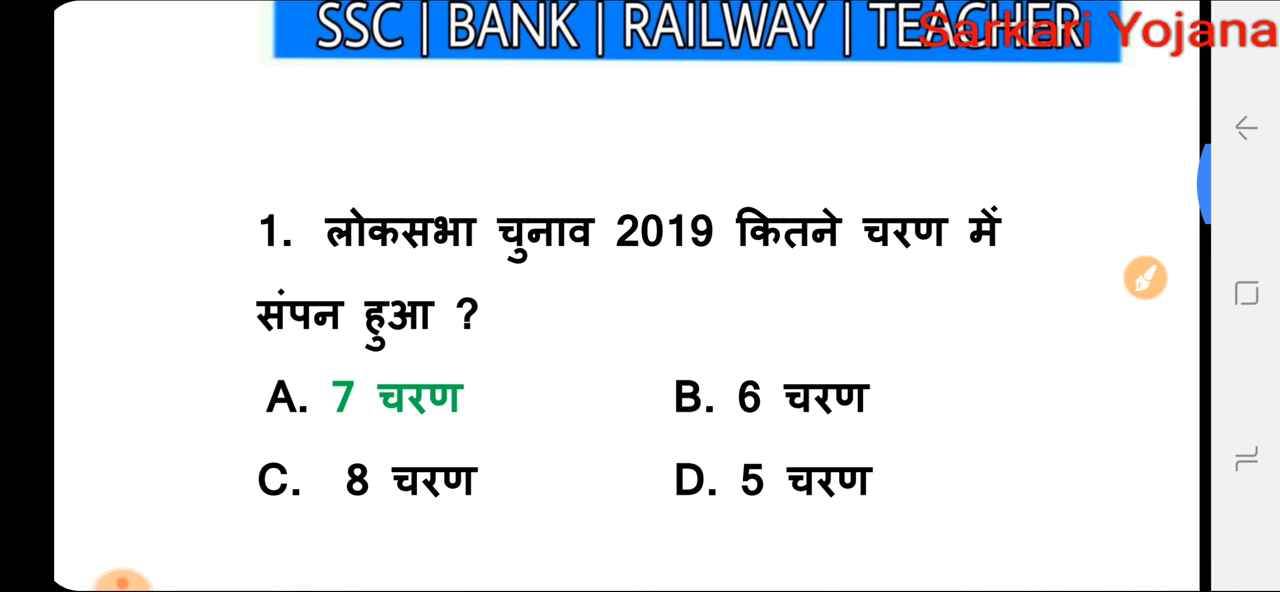 SSC | BANK | RAILWAY | TEACHER
Sarkari Yojana
1. लोकसभा चुनाव 2019 कितने चरण में
संपन हुआ ?
A. 7 चरण B. 6 चरण
C. 8 चरण D. 5 चरण